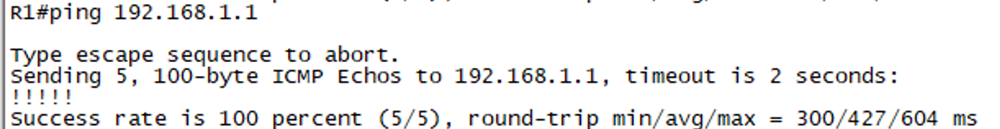 R1#ping 192.168.1.1
Type escape sequence to abort.
Sending 5, 100-byte ICMP Echos to 192.168.1.1, timeout is 2 seconds:
!!!!!
Success rate is 100 percent (5/5), round-trip min/avg/max = 300/427/604 ms